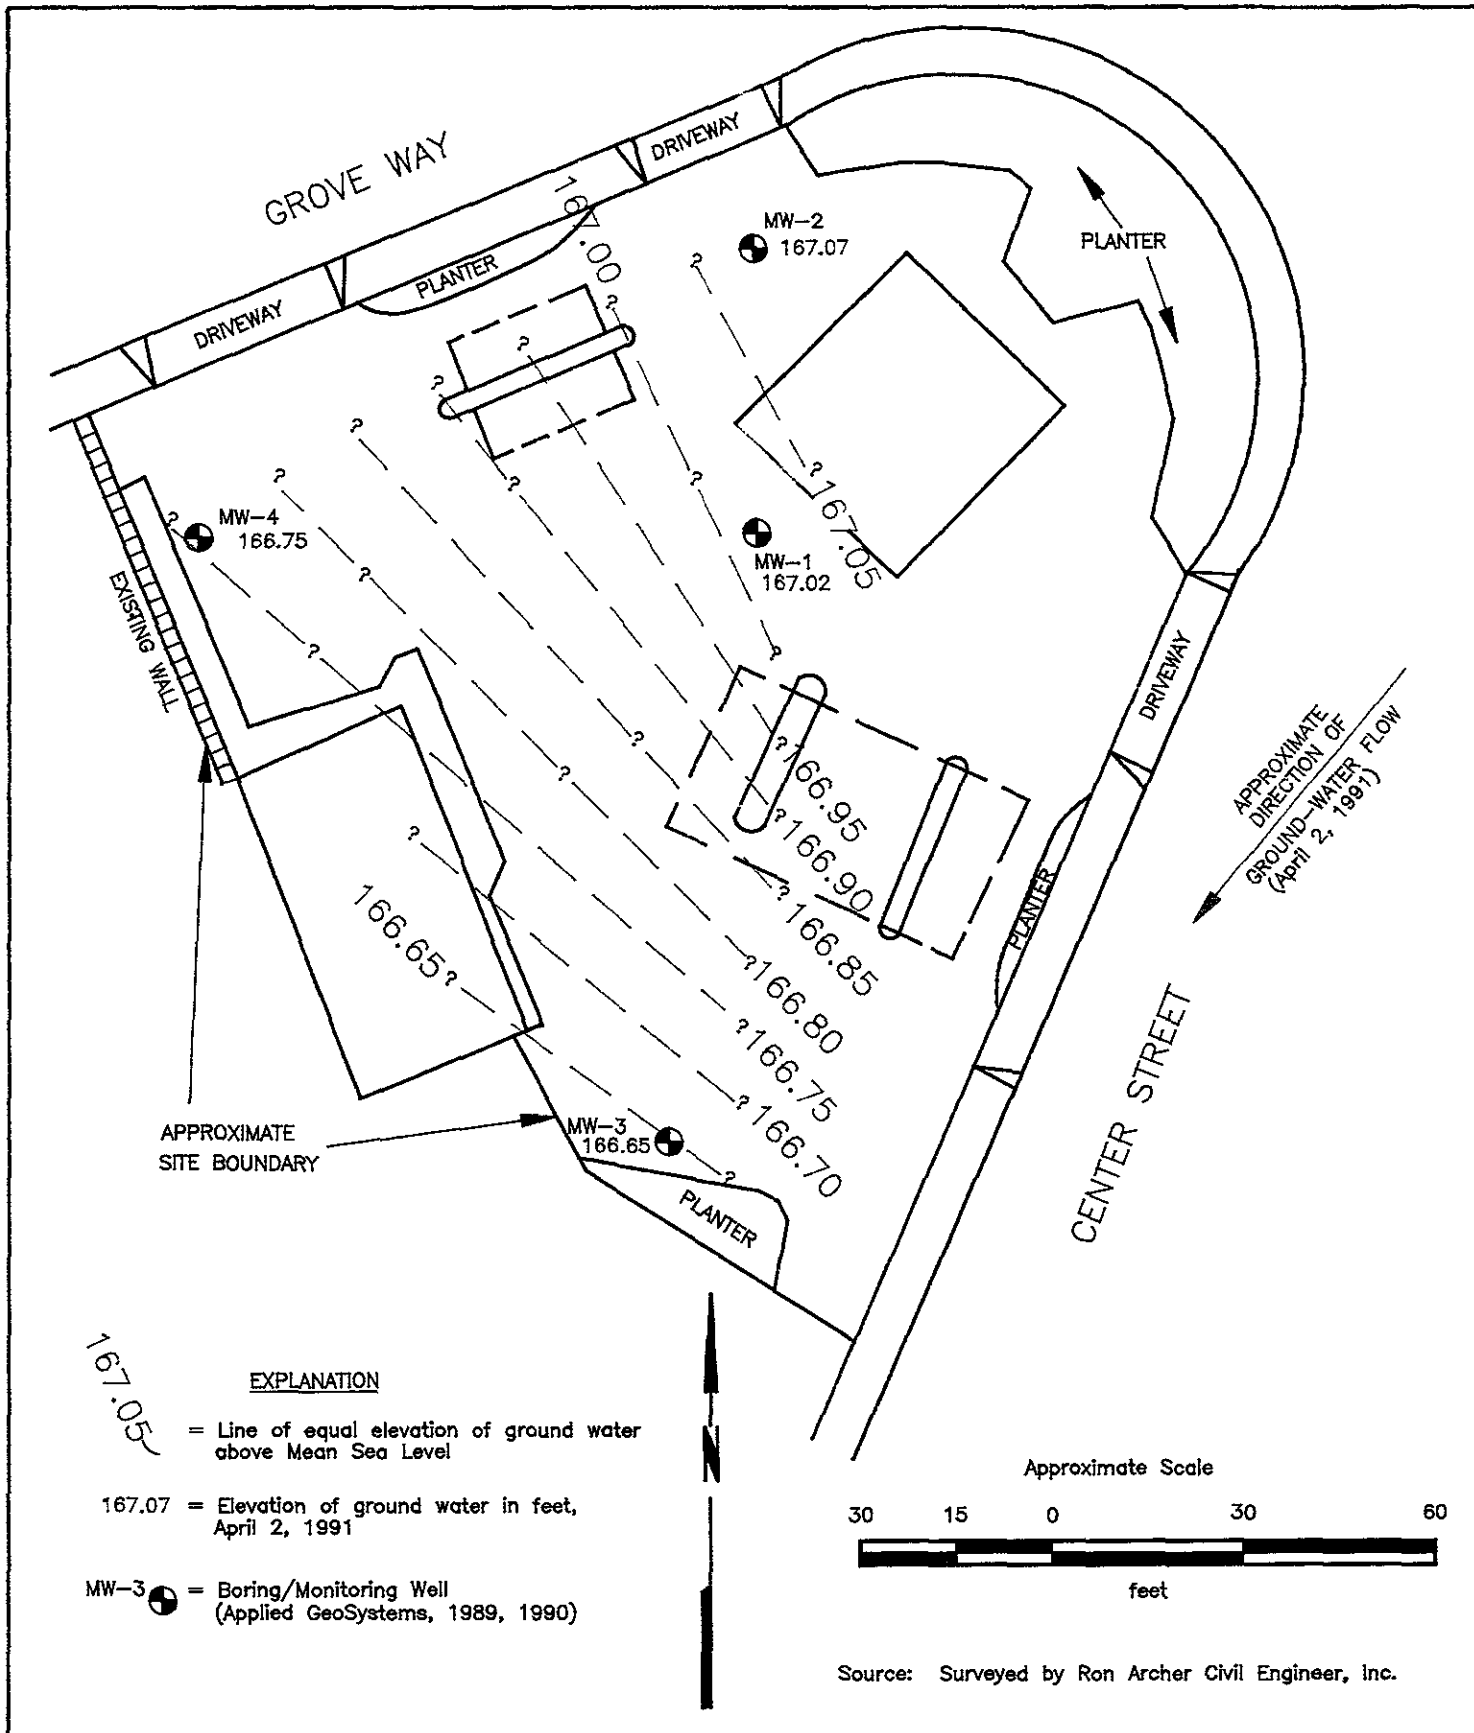 GROVE WAY
DRIVEWAY
DRIVEWAY
PLANTER
167.00
MW-2
167.07
PLANTER
?
?
?
?
?
?
?
?
?
?
?
167.05
MW-4
166.75
MW-1
167.02
EXISTING WALL
?
?
?
DRIVEWAY
APPROXIMATE
DIRECTION OF
GROUND-WATER FLOW
(April 2, 1991)
?
?
?
166.95
?
166.90
?
166.85
?
166.80
?
166.75
?
166.70
?
166.65
?
?
PLANTER
CENTER STREET
APPROXIMATE
SITE BOUNDARY
MW-3
166.65
PLANTER
167.05
EXPLANATION
= Line of equal elevation of ground water
above Mean Sea Level
167.07 = Elevation of ground water in feet,
April 2, 1991
MW-3 = Boring/Monitoring Well
(Applied GeoSystems, 1989, 1990)
N
Approximate Scale
30 15 0 30 60
feet
Source: Surveyed by Ron Archer Civil Engineer, Inc.